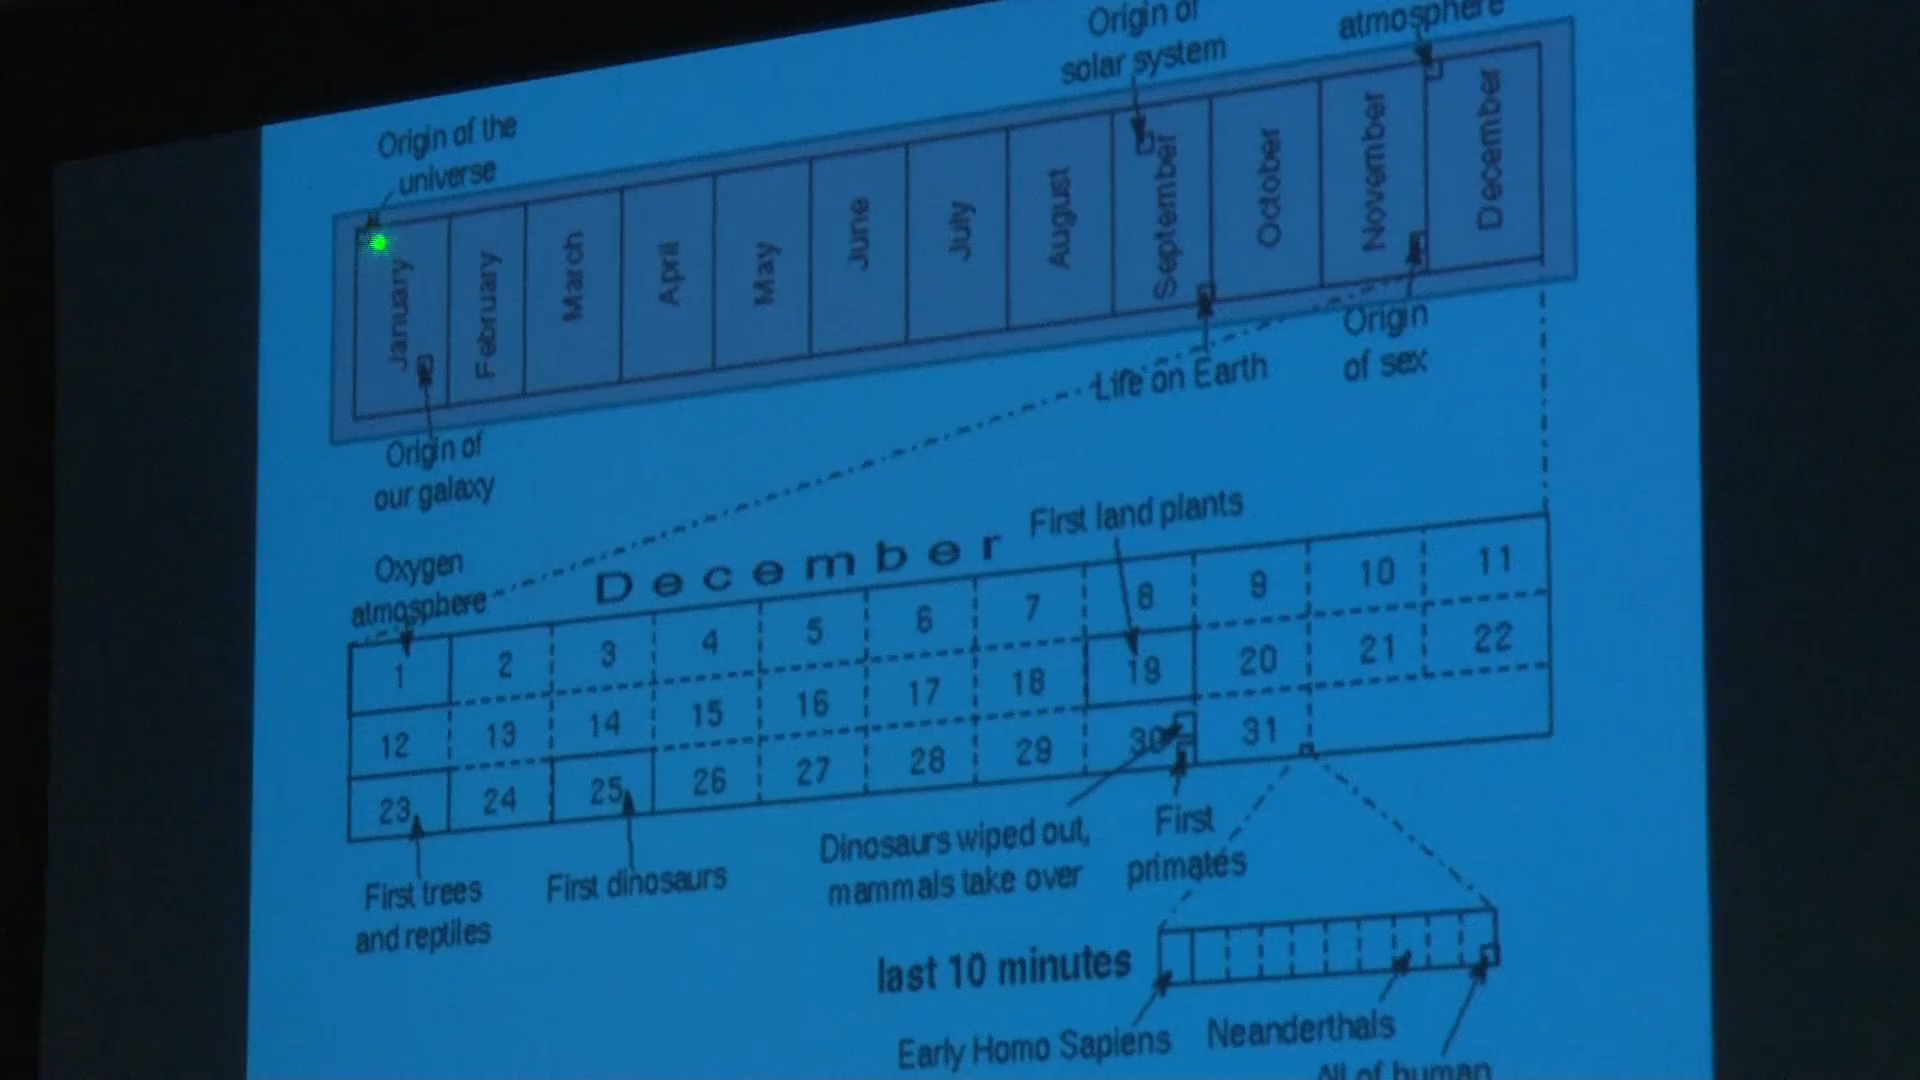 Origin of
solar system
atmosphere
Origin of the
universe
January
February
March
April
May
June
July
August
September
October
November
December
Origin of
our galaxy
Life on Earth
Origin
of sex
Oxygen
atmosphere
December
First land plants
1 2 3 4 5 6 7 8 9 10 11
12 13 14 15 16 17 18 19 20 21 22
23 24 25 26 27 28 29 30 31
First trees
and reptiles
First dinosaurs
Dinosaurs wiped out,
mammals take over
First
primates
last 10 minutes
Early Homo Sapiens
Neanderthals
All of human